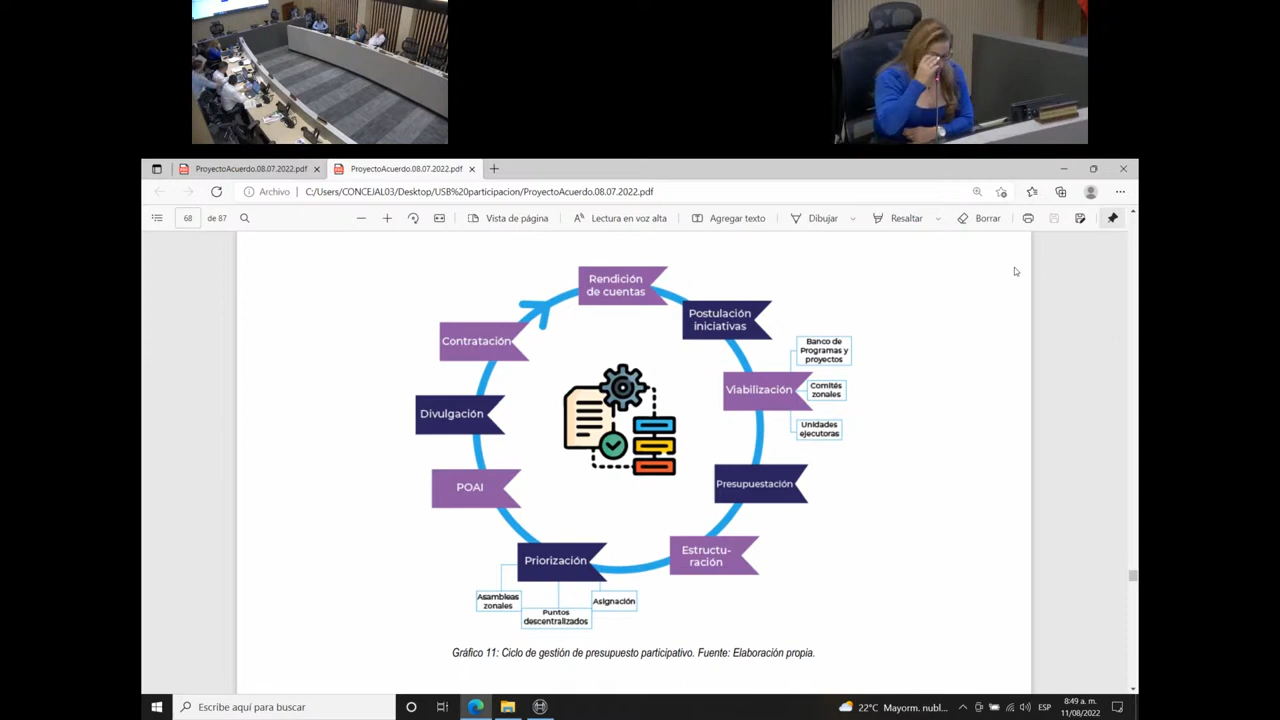 ProyectoAcuerdo.08.07.2022.pdf
ProyectoAcuerdo.08.07.2022.pdf
Archivo
C:/Users/CONCEJAL03/Desktop/USB%20participacion/ProyectoAcuerdo.08.07.2022.pdf
68 de 87
Vista de página
Lectura en voz alta
Agregar texto
Dibujar
Resaltar
Borrar
Rendición
de cuentas
Postulación
iniciativas
Viabilización
Banco de
Programas y
proyectos
Comités
zonales
Unidades
ejecutoras
Presupuestación
Estructu-
ración
Priorización
Asambleas
zonales
Puntos
descentralizados
Asignación
POAI
Divulgación
Contratación
Gráfico 11: Ciclo de gestión de presupuesto participativo. Fuente: Elaboración propia.
Escribe aquí para buscar
22°C Mayorm. nubl...
ESP
8:49 a. m.
11/08/2022